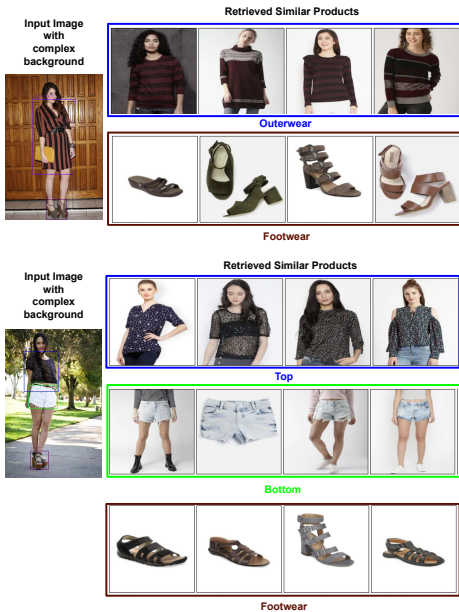 Retrieved Similar Products
Input Image
with
complex
background
Outerwear
Footwear
Retrieved Similar Products
Input Image
with
complex
background
Top
Bottom
Footwear